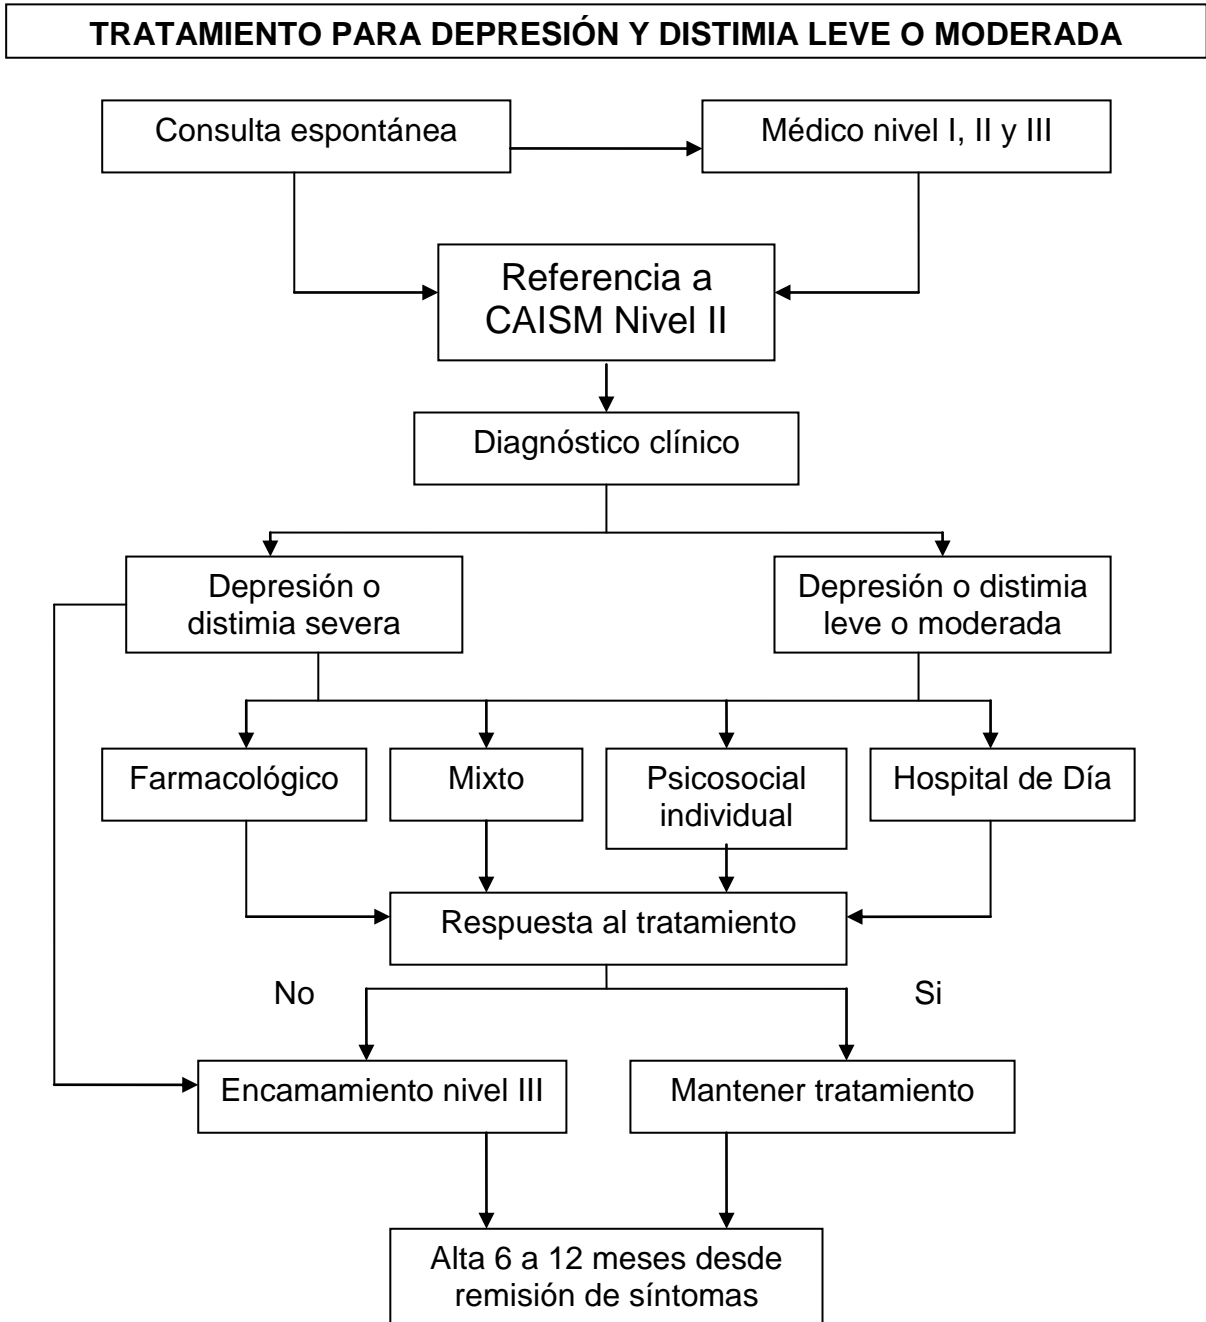 TRATAMIENTO PARA DEPRESIÓN Y DISTIMIA LEVE O MODERADA
Consulta espontánea
Médico nivel I, II y III
Referencia a
CAISM Nivel II
Diagnóstico clínico
Depresión o
distimia severa
Depresión o distimia
leve o moderada
Farmacológico
Mixto
Psicosocial
individual
Hospital de Día
Respuesta al tratamiento
No
Si
Encamamiento nivel III
Mantener tratamiento
Alta 6 a 12 meses desde
remisión de síntomas